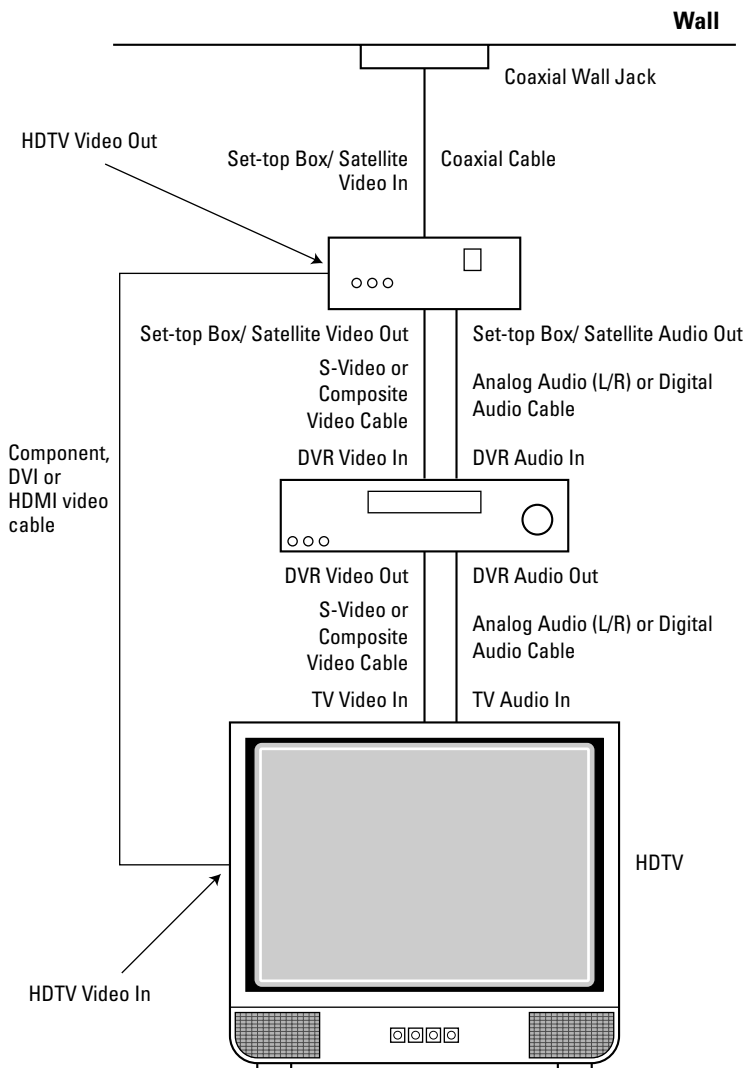 Wall
Coaxial Wall Jack
HDTV Video Out
Set-top Box/ Satellite
Video In
Coaxial Cable
Set-top Box/ Satellite Video Out
Set-top Box/ Satellite Audio Out
S-Video or
Composite
Video Cable
Analog Audio (L/R) or Digital
Audio Cable
DVR Video In
DVR Audio In
Component,
DVI or
HDMI video
cable
DVR Video Out
DVR Audio Out
S-Video or
Composite
Video Cable
Analog Audio (L/R) or Digital
Audio Cable
TV Video In
TV Audio In
HDTV
HDTV Video In